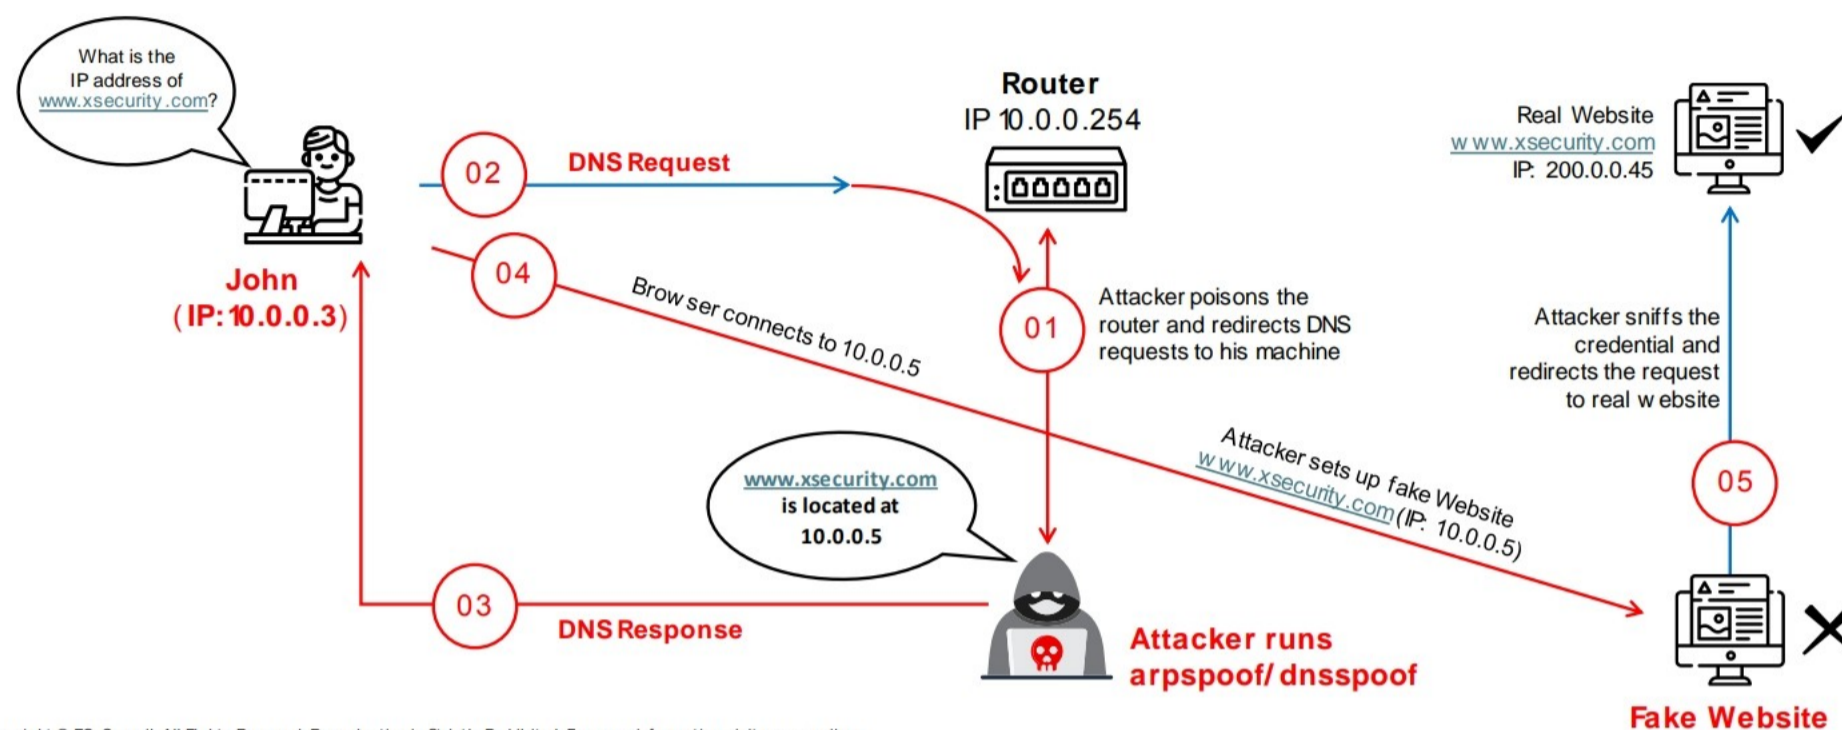 What is the
IP address of
www.xsecurity.com?
Router
IP 10.0.0.254
Real Website
www.xsecurity.com
IP: 200.0.0.45
02
DNS Request
John
(IP:10.0.0.3)
04
Browser connects to 10.0.0.5
01
Attacker poisons the
router and redirects DNS
requests to his machine
Attacker sniffs the
credential and
redirects the request
to real website
www.xsecurity.com
is located at
10.0.0.5
Attacker sets up fake Website
www.xsecurity.com (IP: 10.0.0.5)
05
03
DNS Response
Attacker runs
arpspoof/ dnsspoof
Fake Website